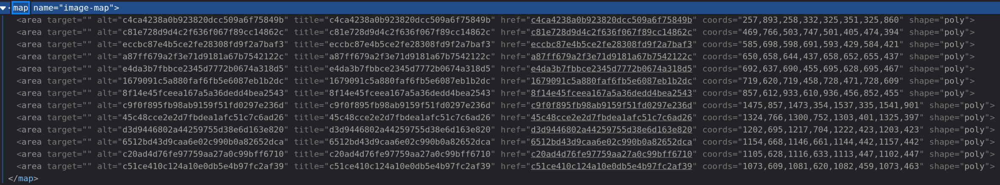 <map name="image-map">
<area target="" alt="c4ca4238a0b923820dcc509a6f75849b" title="c4ca4238a0b923820dcc509a6f75849b" href="c4ca4238a0b923820dcc509a6f75849b" coords="257,893,258,332,325,351,325,860" shape="poly">
<area target="" alt="c81e728d9d4c2f636f067f89cc14862c" title="c81e728d9d4c2f636f067f89cc14862c" href="c81e728d9d4c2f636f067f89cc14862c" coords="469,766,503,747,501,405,474,394" shape="poly">
<area target="" alt="eccbc87e4b5ce2fe28308fd9f2a7baf3" title="eccbc87e4b5ce2fe28308fd9f2a7baf3" href="eccbc87e4b5ce2fe28308fd9f2a7baf3" coords="585,698,598,691,593,429,584,421" shape="poly">
<area target="" alt="a87ff679a2f3e71d9181a67b7542122c" title="a87ff679a2f3e71d9181a67b7542122c" href="a87ff679a2f3e71d9181a67b7542122c" coords="650,658,644,437,658,652,655,437" shape="poly">
<area target="" alt="e4da3b7fbbce2345d7772b0674a318d5" title="e4da3b7fbbce2345d7772b0674a318d5" href="e4da3b7fbbce2345d7772b0674a318d5" coords="692,637,690,455,695,628,695,467" shape="poly">
<area target="" alt="1679091c5a880faf6fb5e6087eb1b2dc" title="1679091c5a880faf6fb5e6087eb1b2dc" href="1679091c5a880faf6fb5e6087eb1b2dc" coords="719,620,719,458,728,471,728,609" shape="poly">
<area target="" alt="8f14e45fceea167a5a36dedd4bea2543" title="8f14e45fceea167a5a36dedd4bea2543" href="8f14e45fceea167a5a36dedd4bea2543" coords="857,612,933,610,936,456,852,455" shape="poly">
<area target="" alt="c9f0f895fb98ab9159f51fd0297e236d" title="c9f0f895fb98ab9159f51fd0297e236d" href="c9f0f895fb98ab9159f51fd0297e236d" coords="1475,857,1473,354,1537,335,1541,901" shape="poly">
<area target="" alt="45c48cce2e2d7fbdea1afc51c7c6ad26" title="45c48cce2e2d7fbdea1afc51c7c6ad26" href="45c48cce2e2d7fbdea1afc51c7c6ad26" coords="1324,766,1300,752,1303,401,1325,397" shape="poly">
<area target="" alt="d3d9446802a44259755d38e6d163e820" title="d3d9446802a44259755d38e6d163e820" href="d3d9446802a44259755d38e6d163e820" coords="1202,695,1217,704,1222,423,1203,423" shape="poly">
<area target="" alt="6512bd43d9caa6e02c990b0a82652dca" title="6512bd43d9caa6e02c990b0a82652dca" href="6512bd43d9caa6e02c990b0a82652dca" coords="1154,668,1146,661,1144,442,1157,442" shape="poly">
<area target="" alt="c20ad4d76fe97759aa27a0c99bff6710" title="c20ad4d76fe97759aa27a0c99bff6710" href="c20ad4d76fe97759aa27a0c99bff6710" coords="1105,628,1116,633,1113,447,1102,447" shape="poly">
<area target="" alt="c51ce410c124a10e0db5e4b97fc2af39" title="c51ce410c124a10e0db5e4b97fc2af39" href="c51ce410c124a10e0db5e4b97fc2af39" coords="1073,609,1081,620,1082,459,1073,463" shape="poly">
</map>